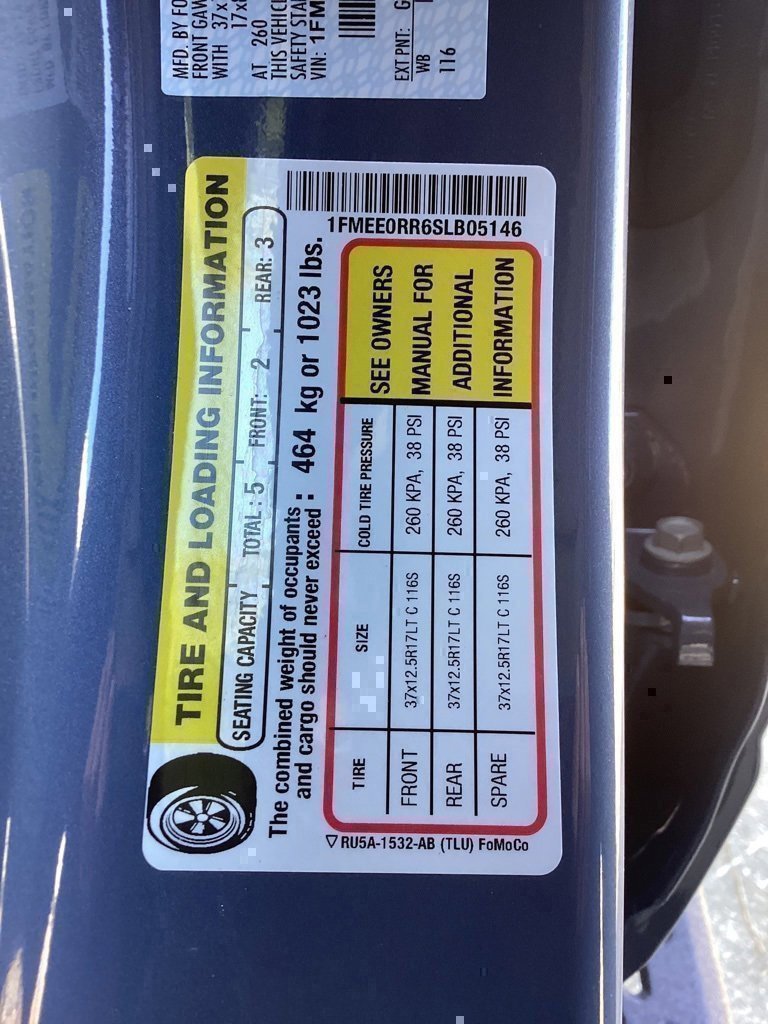 MFD. BY FO
FRONT GAW
WITH 37x
17x
AT 260
THIS VEHIC
SAFETY STA
VIN: 1FM
EXT PNT: G
WB
116
TIRE AND LOADING INFORMATION
SEATING CAPACITY TOTAL : 5 FRONT: 2 REAR: 3
The combined weight of occupants
and cargo should never exceed : 464 kg or 1023 lbs.
1FMEE0RR6SLB05146
TIRE SIZE COLD TIRE PRESSURE
FRONT 37x12.5R17LT C 116S 260 KPA, 38 PSI
REAR 37x12.5R17LT C 116S 260 KPA, 38 PSI
SPARE 37x12.5R17LT C 116S 260 KPA, 38 PSI
SEE OWNERS
MANUAL FOR
ADDITIONAL
INFORMATION
▽ RU5A-1532-AB (TLU) FoMoCo